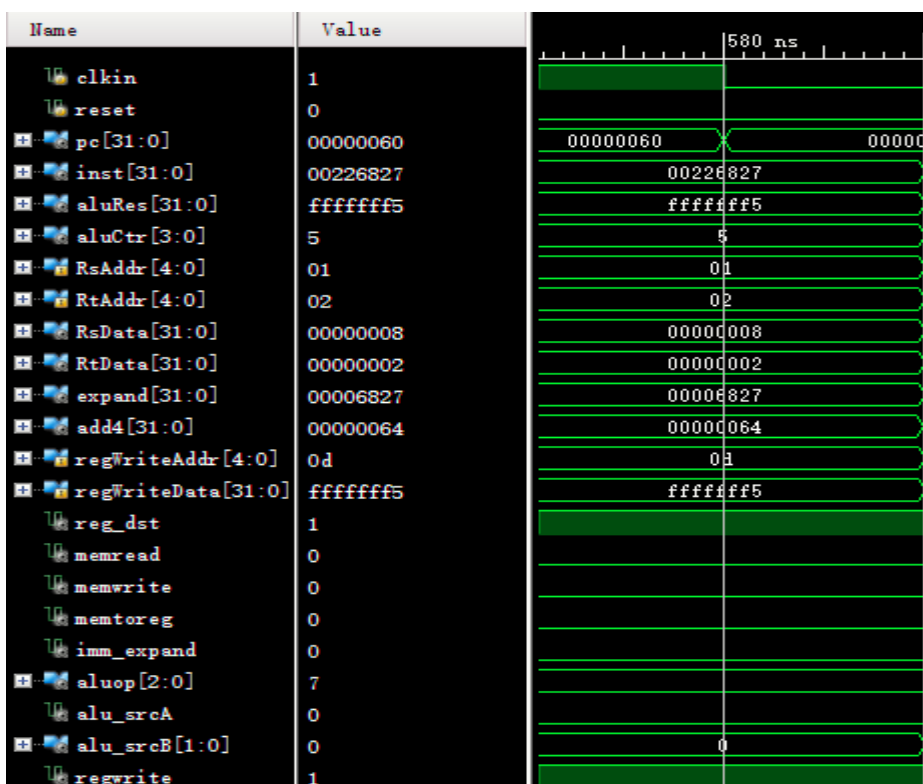 Name Value
580 ns
clkin 1
reset 0
pc[31:0] 00000060 00000060 00000
inst[31:0] 00226827 00226827
aluRes[31:0] fffffff5 fffffff5
aluCtr[3:0] 5 5
RsAddr[4:0] 01 01
RtAddr[4:0] 02 02
RsData[31:0] 00000008 00000008
RtData[31:0] 00000002 00000002
expand[31:0] 00006827 00006827
add4[31:0] 00000064 00000064
regWriteAddr[4:0] 0d 0d
regWriteData[31:0] fffffff5 fffffff5
reg_dst 1
memread 0
memwrite 0
memtoreg 0
imm_expand 0
aluop[2:0] 7
alu_srcA 0
alu_srcB[1:0] 0 0
regwrite 1